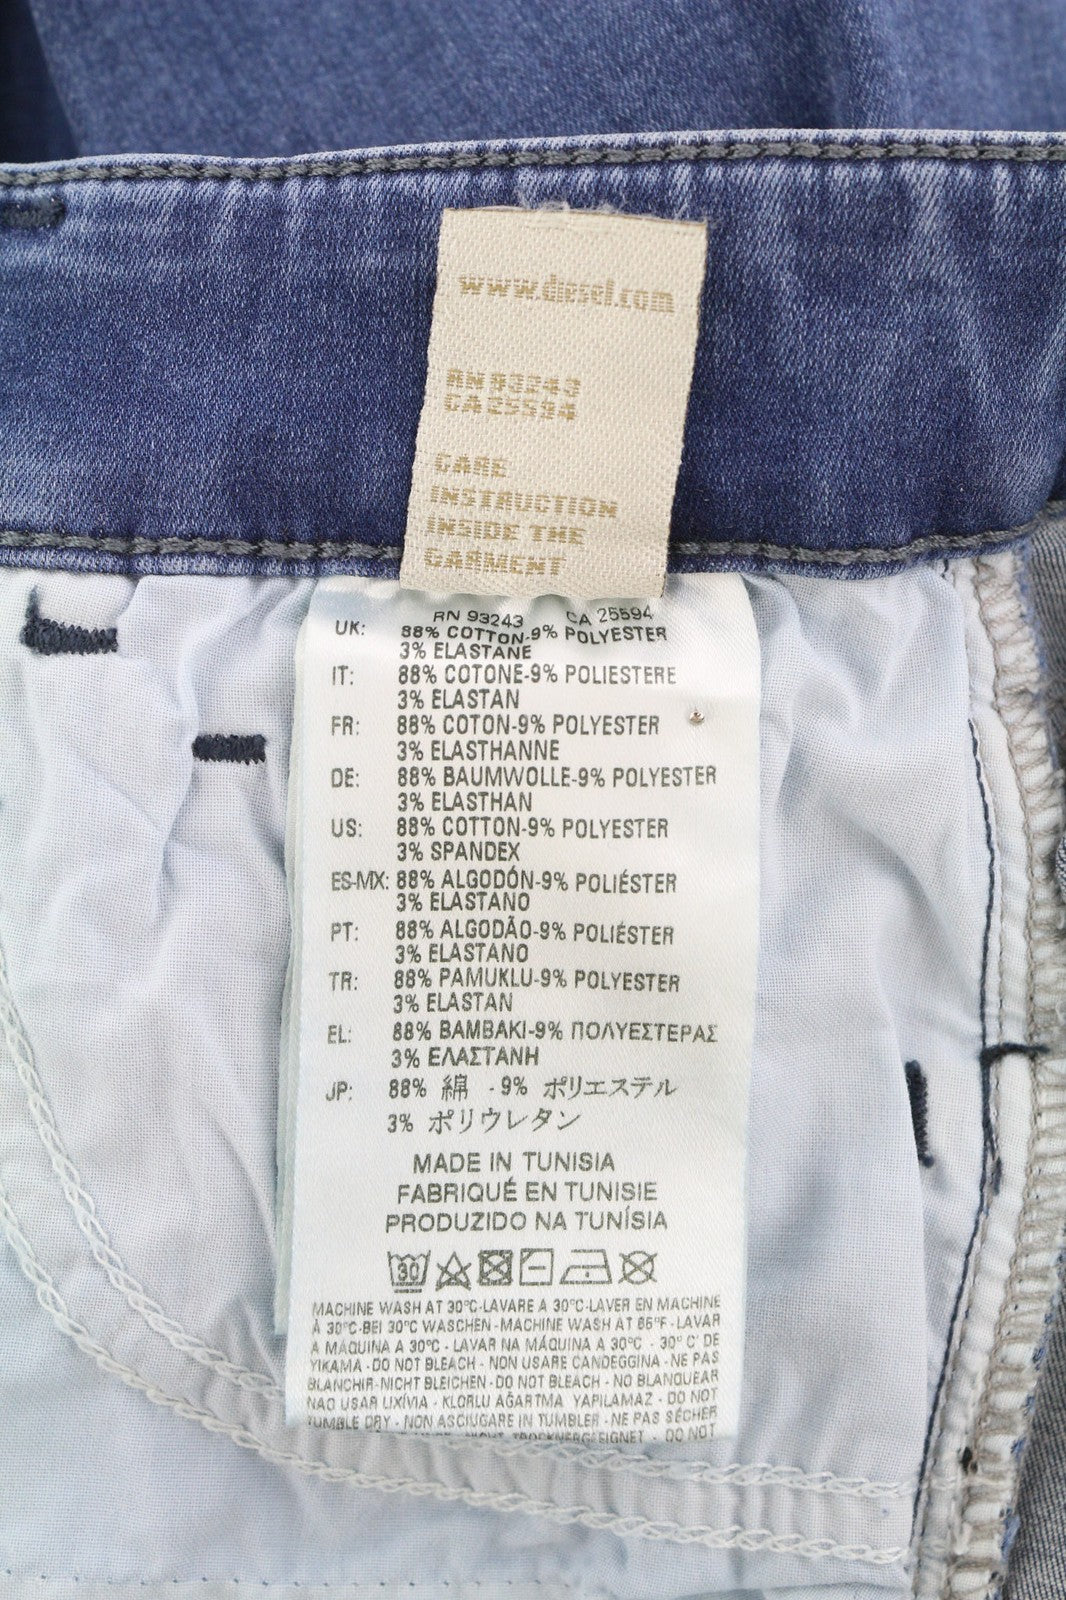 www.diesel.com
RN 93243
CA 25594
CARE
INSTRUCTION
INSIDE THE
GARMENT
RN 93243 CA 25594
UK: 88% COTTON-9% POLYESTER
3% ELASTANE
IT: 88% COTONE-9% POLIESTERE
3% ELASTAN
FR: 88% COTON-9% POLYESTER
3% ELASTHANNE
DE: 88% BAUMWOLLE-9% POLYESTER
3% ELASTHAN
US: 88% COTTON-9% POLYESTER
3% SPANDEX
ES-MX: 88% ALGODÓN-9% POLIÉSTER
3% ELASTANO
PT: 88% ALGODÃO-9% POLIÉSTER
3% ELASTANO
TR: 88% PAMUKLU-9% POLYESTER
3% ELASTAN
EL: 88% ΒΑΜΒΑΚΙ-9% ΠΟΛΥΕΣΤΕΡΑΣ
3% ΕΛΑΣΤΑΝΗ
JP: 88% 綿 - 9% ポリエステル
3% ポリウレタン
MADE IN TUNISIA
FABRIQUÉ EN TUNISIE
PRODUZIDO NA TUNÍSIA
30
MACHINE WASH AT 30°C-LAVARE A 30°C-LAVER EN MACHINE
À 30°C-BEI 30°C WASCHEN-MACHINE WASH AT 85°F-LAVAR
A MÁQUINA A 30°C - LAVAR NA MÁQUINA A 30°C - 30° C' DE
YIKAMA - DO NOT BLEACH - NON USARE CANDEGGINA - NE PAS
BLANCHIR-NICHT BLEICHEN - DO NOT BLEACH - NO BLANQUEAR
NAO USAR LIXÍVIA - KLORLU AĞARTMA YAPILAMAZ - DO NOT
TUMBLE DRY - NON ASCIUGARE IN TUMBLER - NE PAS SÉCHER
NICHT TROCKNERGEEIGNET - DO NOT